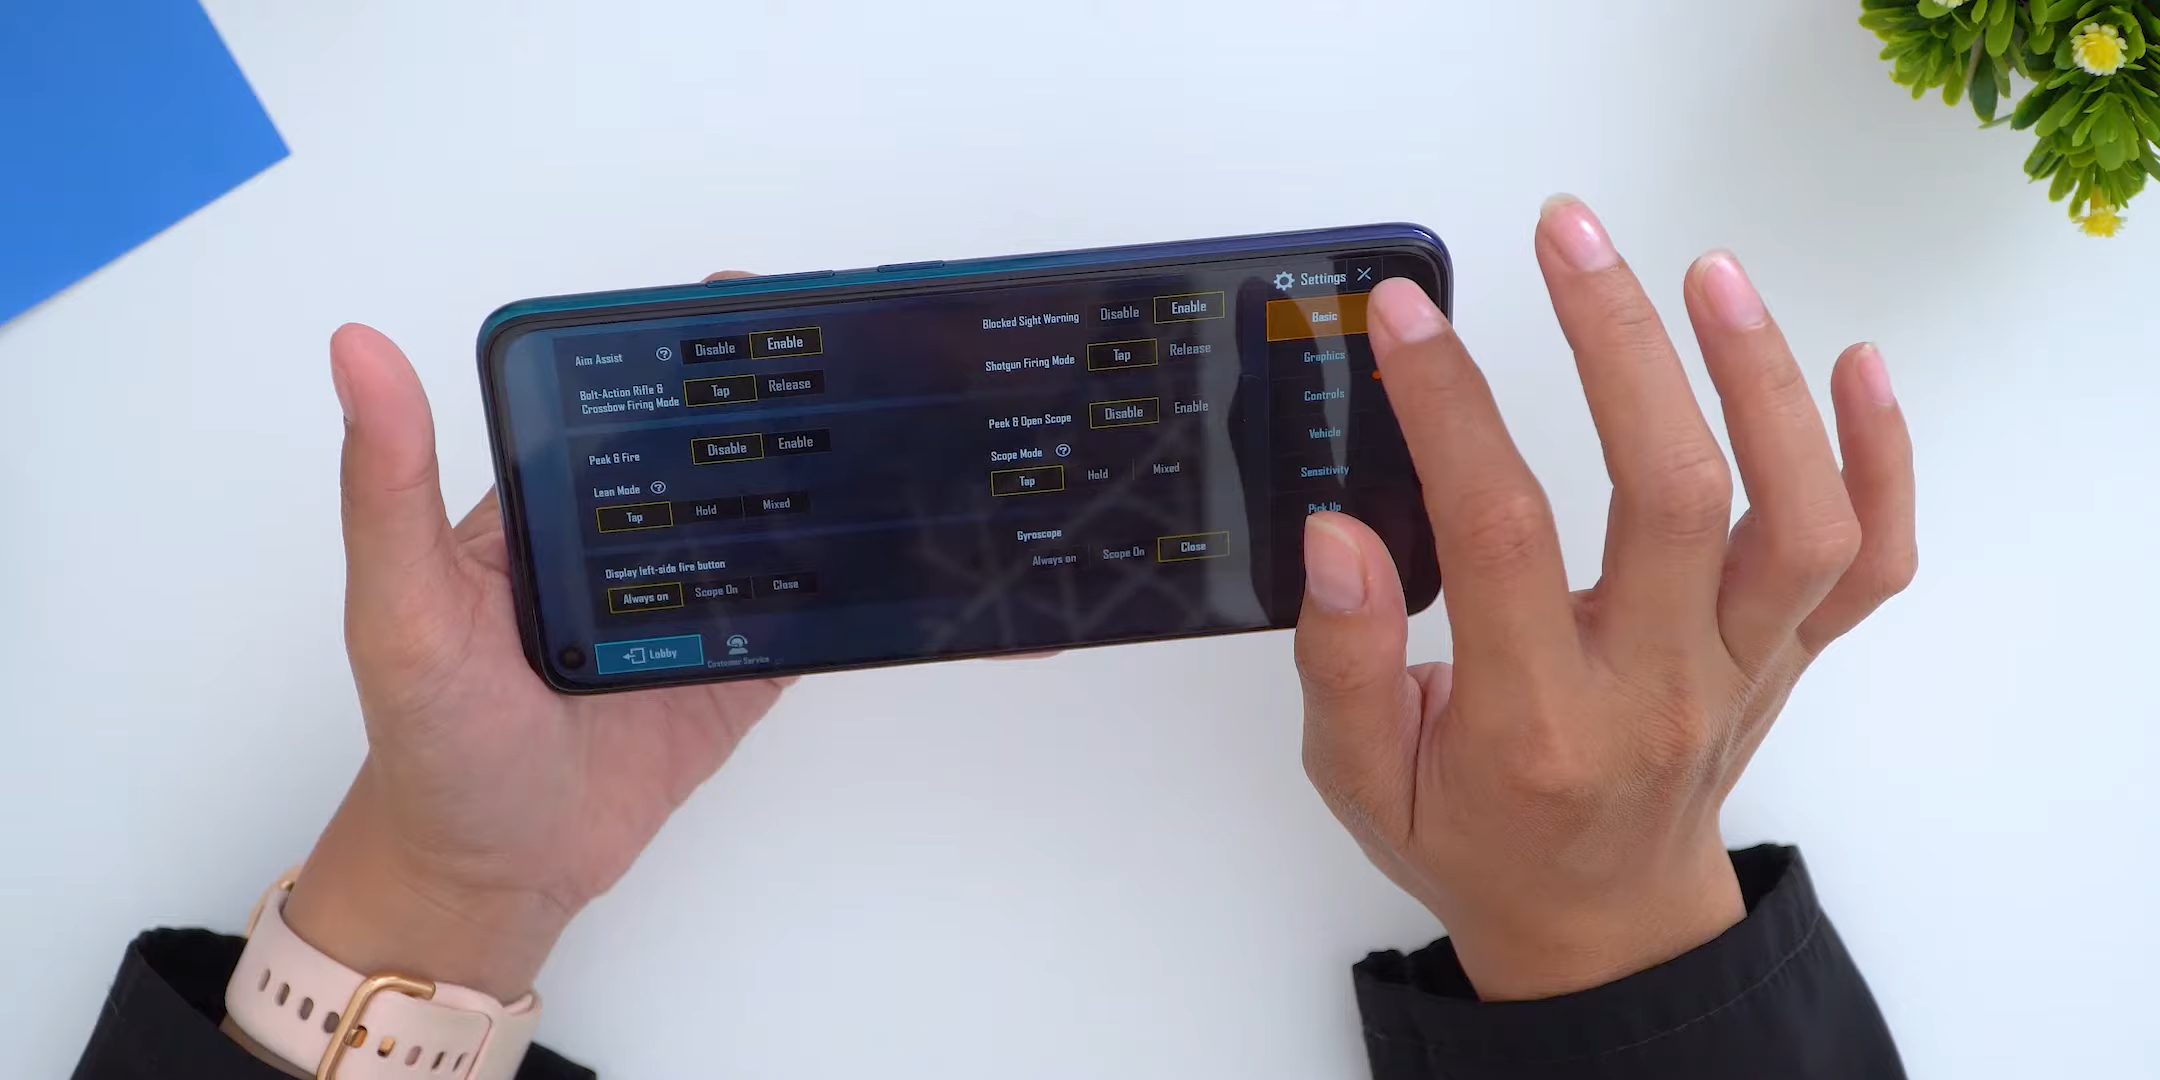 Settings
Aim Assist ? Disable Enable
Bolt-Action Rifle &
Crossbow Firing Mode Tap Release
Peek & Fire Disable Enable
Lean Mode ?
Tap Hold Mixed
Display left-side fire button
Always on Scope On Close
Lobby
Customer Service
Blocked Sight Warning Disable Enable
Shotgun Firing Mode Tap Release
Peek & Open Scope Disable Enable
Scope Mode ?
Tap Hold Mixed
Gyroscope
Always on Scope On Close
Basic
Graphics
Controls
Vehicle
Sensitivity
Pick Up